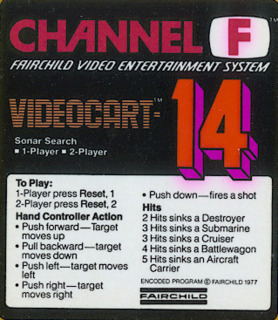 CHANNEL F™
FAIRCHILD VIDEO ENTERTAINMENT SYSTEM
VIDEOCART™-14
Sonar Search
■ 1-Player ■ 2-Player
To Play:
1-Player press Reset, 1
2-Player press Reset, 2
Hand Controller Action
• Push forward—Target
moves up
• Pull backward—target
moves down
• Push left—target moves
left
• Push right—target
moves right
• Push down—fires a shot
Hits
2 Hits sinks a Destroyer
3 Hits sinks a Submarine
3 Hits sinks a Cruiser
4 Hits sinks a Battlewagon
5 Hits sinks an Aircraft
Carrier
ENCODED PROGRAM © FAIRCHILD 1977
FAIRCHILD